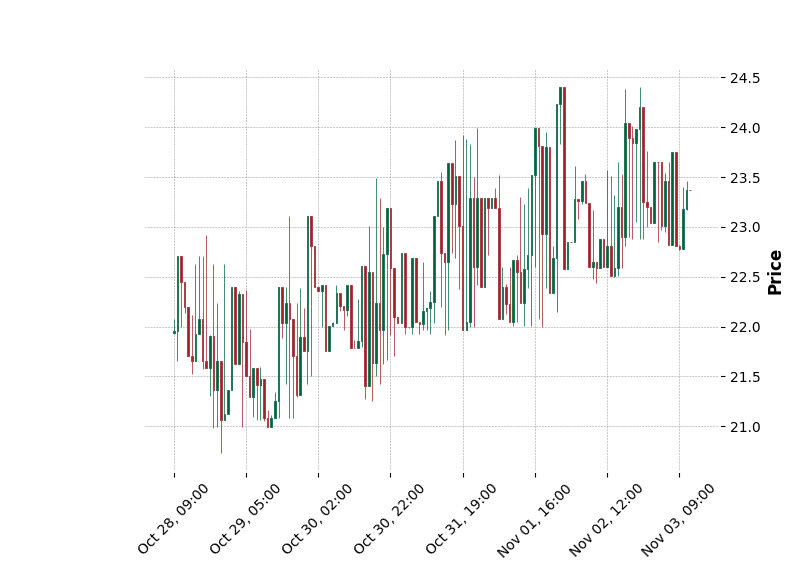 24.5
24.0
23.5
23.0
22.5
22.0
21.5
21.0
Price
Oct 28, 09:00
Oct 29, 05:00
Oct 30, 02:00
Oct 30, 22:00
Oct 31, 19:00
Nov 01, 16:00
Nov 02, 12:00
Nov 03, 09:00